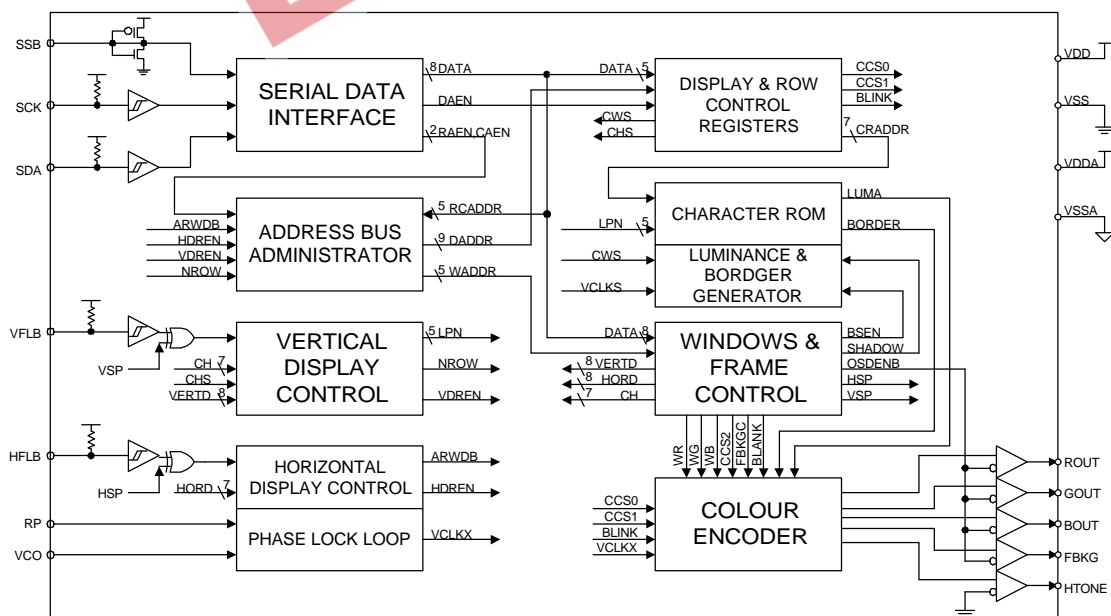 SSB
SCK
SDA
SERIAL DATA
INTERFACE
8
DATA
DAEN
2
RAEN,CAEN
DATA
5
CWS
CHS
DISPLAY & ROW
CONTROL
REGISTERS
CCS0
CCS1
BLINK
7
CRADDR
VDD
VSS
VDDA
VSSA
ARWDB
HDREN
VDREN
NROW
ADDRESS BUS
ADMINISTRATOR
5
RCADDR
9
DADDR
5
WADDR
LPN
5
CWS
VCLKS
CHARACTER ROM
LUMINANCE &
BORDGER
GENERATOR
LUMA
BORDER
VFLB
VSP
CH
7
CHS
VERTD
8
VERTICAL
DISPLAY
CONTROL
5
LPN
NROW
VDREN
DATA
8
8
VERTD
8
HORD
7
CH
WINDOWS &
FRAME
CONTROL
BSEN
SHADOW
OSDENB
HSP
VSP
WR
WG
WB
CCS2
FBKGC
BLANK
HFLB
HSP
HORD
7
RP
VCO
HORIZONTAL
DISPLAY CONTROL
PHASE LOCK LOOP
ARWDB
HDREN
VCLKX
CCS0
CCS1
BLINK
VCLKX
COLOUR
ENCODER
ROUT
GOUT
BOUT
FBKG
HTONE